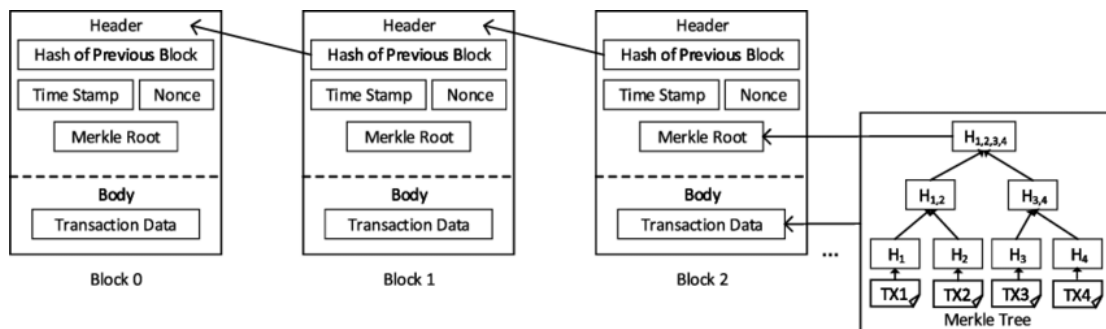 Header
Hash of Previous Block
Time Stamp
Nonce
Merkle Root
Body
Transaction Data
Block 0
Header
Hash of Previous Block
Time Stamp
Nonce
Merkle Root
Body
Transaction Data
Block 1
Header
Hash of Previous Block
Time Stamp
Nonce
Merkle Root
Body
Transaction Data
Block 2
...
H1,2,3,4
H1,2 H3,4
H1 H2 H3 H4
TX1 TX2 TX3 TX4
Merkle Tree